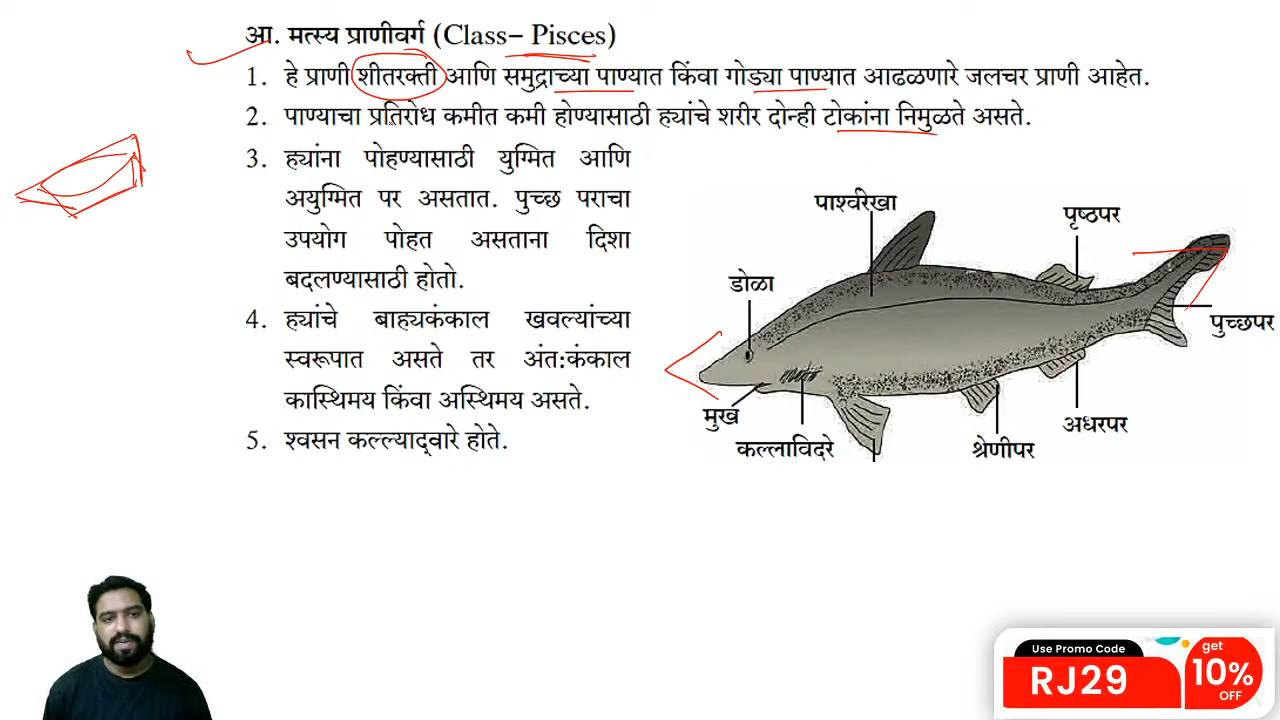 आ. मत्स्य प्राणीवर्ग (Class– Pisces)
1. हे प्राणी शीतरक्ती आणि समुद्राच्या पाण्यात किंवा गोड्या पाण्यात आढळणारे जलचर प्राणी आहेत.
2. पाण्याचा प्रतिरोध कमीत कमी होण्यासाठी ह्यांचे शरीर दोन्ही टोकांना निमुळते असते.
3. ह्यांना पोहण्यासाठी युग्मित आणि
अयुग्मित पर असतात. पुच्छ पराचा
उपयोग पोहत असताना दिशा
बदलण्यासाठी होतो.
4. ह्यांचे बाह्यकंकाल खवल्यांच्या
स्वरूपात असते तर अंत:कंकाल
कास्थिमय किंवा अस्थिमय असते.
5. श्वसन कल्ल्याद्‌वारे होते.
पार्श्वरेखा
पृष्ठपर
डोळा
पुच्छपर
मुख
कल्लाविदरे
श्रेणीपर
अधरपर
Use Promo Code
RJ29
get
10%
OFF